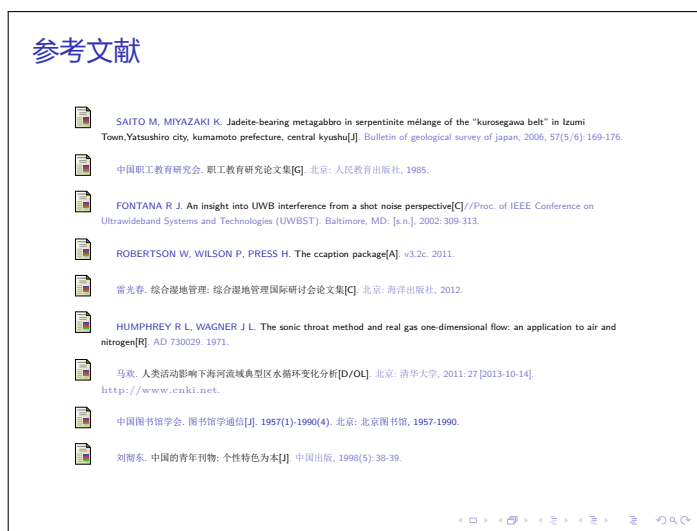 参考文献
SAITO M, MIYAZAKI K. Jadeite-bearing metagabbro in serpentinite mélange of the “kurosegawa belt” in Izumi
Town,Yatsushiro city, kumamoto prefecture, central kyushu[J]. Bulletin of geological survey of japan, 2006, 57(5/6): 169-176.
中国职工教育研究会. 职工教育研究论文集[G]. 北京: 人民教育出版社, 1985.
FONTANA R J. An insight into UWB interference from a shot noise perspective[C]//Proc. of IEEE Conference on
Ultrawideband Systems and Technologies (UWBST). Baltimore, MD: [s.n.], 2002: 309-313.
ROBERTSON W, WILSON P, PRESS H. The ccaption package[A]. v3.2c. 2011.
雷光春. 综合湿地管理: 综合湿地管理国际研讨会论文集[C]. 北京: 海洋出版社, 2012.
HUMPHREY R L, WAGNER J L. The sonic throat method and real gas one-dimensional flow: an application to air and
nitrogen[R]. AD 730029. 1971.
马欢. 人类活动影响下海河流域典型区水循环变化分析[D/OL]. 北京: 清华大学, 2011: 27 [2013-10-14].
http://www.cnki.net.
中国图书馆学会. 图书馆学通信[J]. 1957(1)-1990(4). 北京: 北京图书馆, 1957-1990.
刘彻东. 中国的青年刊物: 个性特色为本[J]. 中国出版, 1998(5): 38-39.